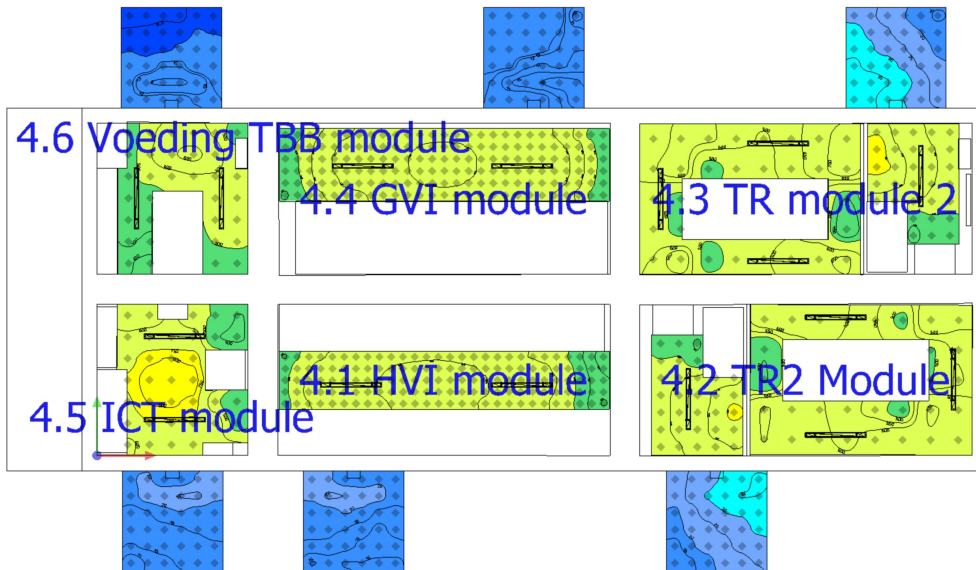 4.6 Voeding TBB module
4.4 GVI module
4.3 TR module 2
4.5 ICT module
4.1 HVI module
4.2 TR2 Module